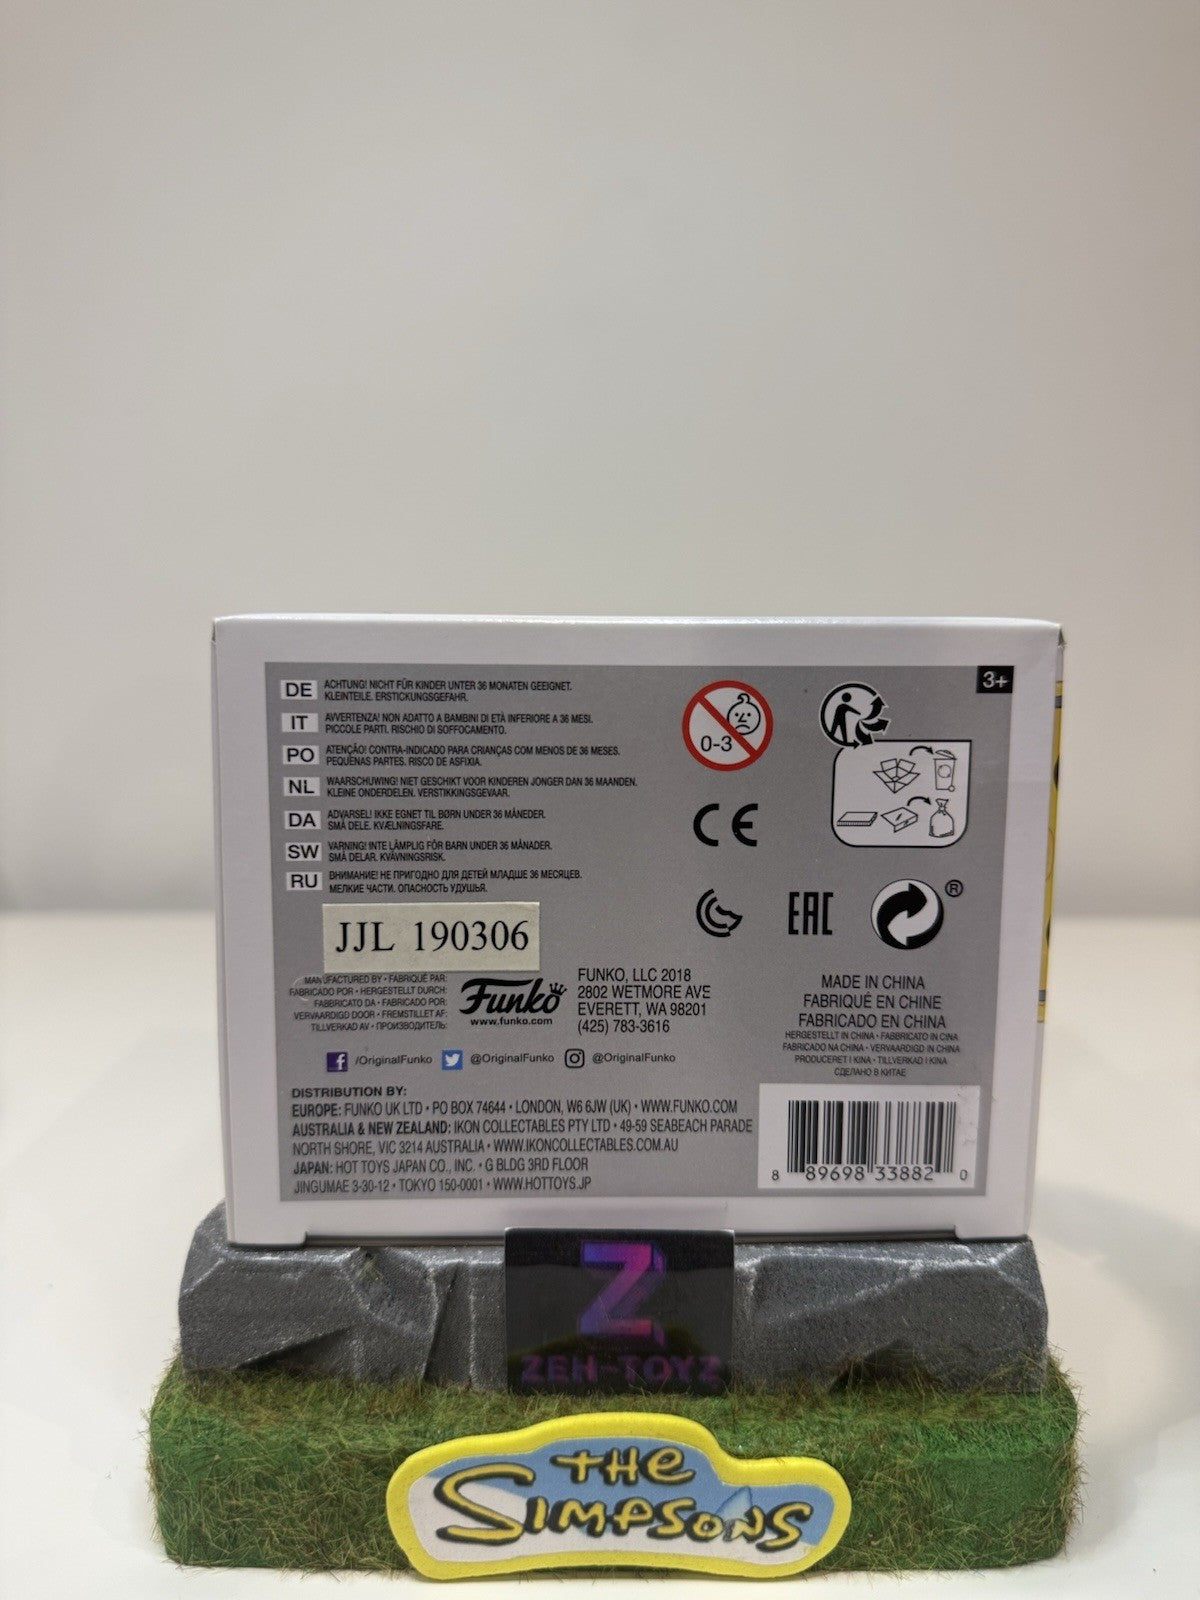 3+
DE ACHTUNG! NICHT FÜR KINDER UNTER 36 MONATEN GEEIGNET.
KLEINTEILE. ERSTICKUNGSGEFAHR.
IT AVVERTENZA! NON ADATTO A BAMBINI DI ETÀ INFERIORE A 36 MESI.
PICCOLE PARTI. RISCHIO DI SOFFOCAMENTO.
PO ATENÇÃO! CONTRA-INDICADO PARA CRIANÇAS COM MENOS DE 36 MESES.
PEQUENAS PARTES. RISCO DE ASFIXIA.
NL WAARSCHUWING! NIET GESCHIKT VOOR KINDEREN JONGER DAN 36 MAANDEN.
KLEINE ONDERDELEN. VERSTIKKINGSGEVAAR.
DA ADVARSEL! IKKE EGNET TIL BØRN UNDER 36 MÅNEDER.
SMÅ DELE. KVÆLNINGSFARE.
SW VARNING! INTE LÄMPLIG FÖR BARN UNDER 36 MÅNADER.
SMÅ DELAR. KVÄVNINGSRISK.
RU ВНИМАНИЕ! НЕ ПРИГОДНО ДЛЯ ДЕТЕЙ МЛАДШЕ 36 МЕСЯЦЕВ.
МЕЛКИЕ ЧАСТИ. ОПАСНОСТЬ УДУШЬЯ.
0-3
CE
EAC
®
JJL 190306
MANUFACTURED BY • FABRIQUÉ PAR:
FABRICADO POR • HERGESTELLT DURCH:
FABBRICATO DA • FABRICADO POR:
VERVAARDIGD DOOR • FREMSTILLET AF:
TILLVERKAD AV • ПРОИЗВОДИТЕЛЬ:
Funko
www.funko.com
FUNKO, LLC 2018
2802 WETMORE AVE
EVERETT, WA 98201
(425) 783-3616
MADE IN CHINA
FABRIQUÉ EN CHINE
FABRICADO EN CHINA
HERGESTELLT IN CHINA • FABBRICATO IN CINA
FABRICADO NA CHINA • VERVAARDIGD IN CHINA
PRODUCERET I KINA • TILLVERKAD I KINA
СДЕЛАНО В КИТАЕ
f /OriginalFunko @OriginalFunko @OriginalFunko
DISTRIBUTION BY:
EUROPE: FUNKO UK LTD • PO BOX 74644 • LONDON, W6 6JW (UK) • WWW.FUNKO.COM
AUSTRALIA & NEW ZEALAND: IKON COLLECTABLES PTY LTD • 49-59 SEABEACH PARADE
NORTH SHORE, VIC 3214 AUSTRALIA • WWW.IKONCOLLECTABLES.COM.AU
JAPAN: HOT TOYS JAPAN CO., INC. • G BLDG 3RD FLOOR
JINGUMAE 3-30-12 • TOKYO 150-0001 • WWW.HOTTOYS.JP
8 89698 33882 0
Z
ZEH-TOYZ
THE
SIMPSONS